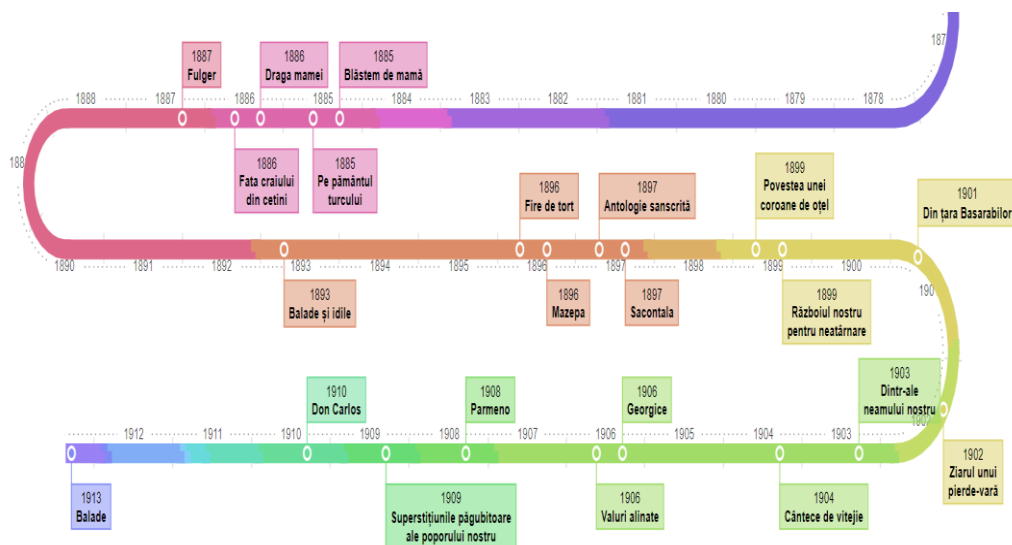 187
1887
Fulger
1886
Draga mamei
1885
Blăstem de mamă
1888
1887
1886
1885
1884
1883
1882
1881
1880
1879
1878
188
1886
Fata craiului
din cetini
1885
Pe pământul
turcului
1896
Fire de tort
1897
Antologie sanscrită
1899
Povestea unei
coroane de oțel
1901
Din țara Basarabilor
1890
1891
1892
1893
1894
1895
1896
1897
1898
1899
1900
190
1893
Balade și idile
1896
Mazepa
1897
Sacontala
1899
Războiul nostru
pentru neatârnare
1910
Don Carlos
1908
Parmeno
1906
Georgice
1903
Dintr-ale
neamului nostru
1912
1911
1910
1909
1908
1907
1906
1905
1904
1903
1902
1913
Balade
1909
Superstițiunile păgubitoare
ale poporului nostru
1906
Valuri alinate
1904
Cântece de vitejie
1902
Ziarul unui
pierde-vară